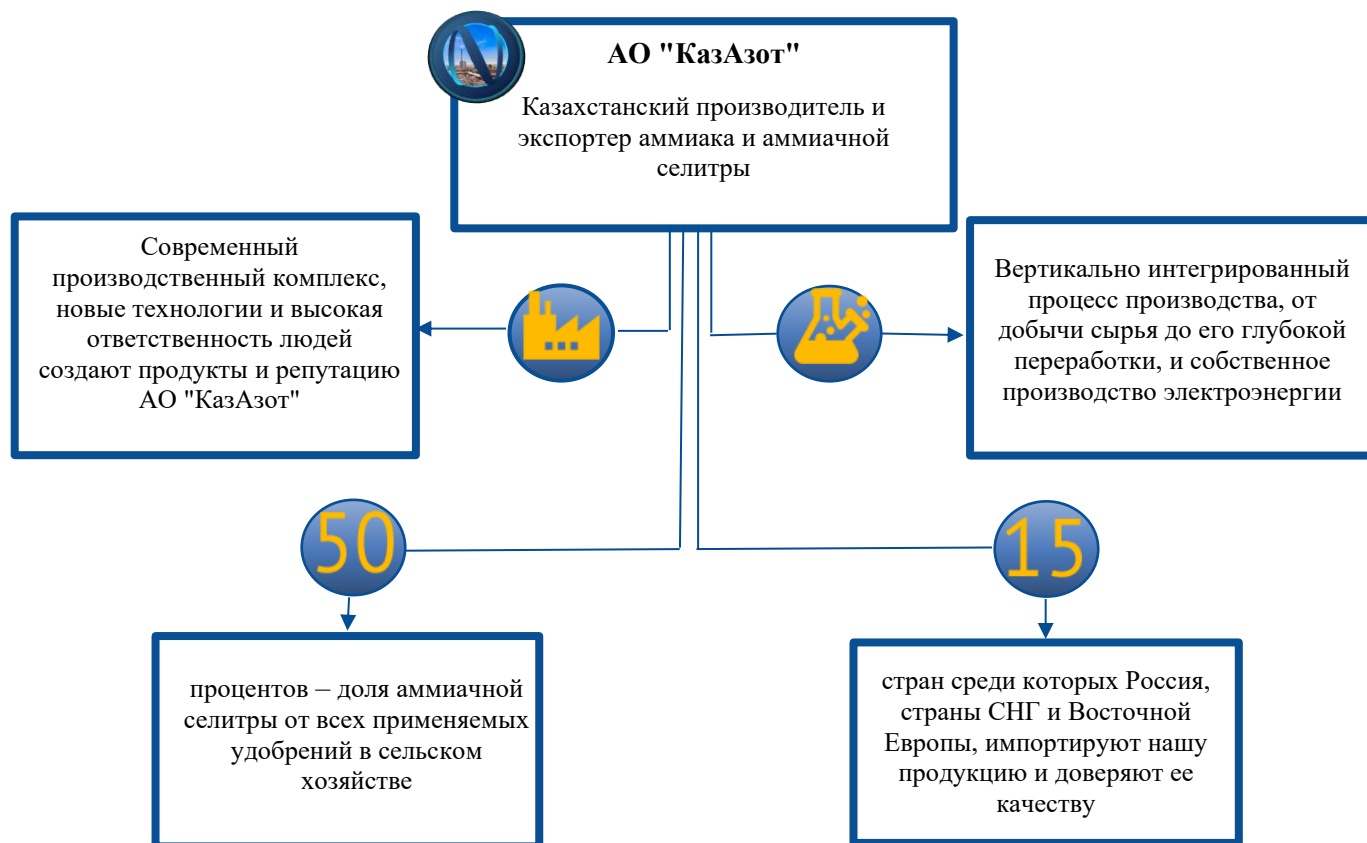 АО "КазАзот"
Казахстанский производитель и
экспортер аммиака и аммиачной
селитры
Современный
производственный комплекс,
новые технологии и высокая
ответственность людей
создают продукты и репутацию
АО "КазАзот"
Вертикально интегрированный
процесс производства, от
добычи сырья до его глубокой
переработки, и собственное
производство электроэнергии
50
процентов – доля аммиачной
селитры от всех применяемых
удобрений в сельском
хозяйстве
15
стран среди которых Россия,
страны СНГ и Восточной
Европы, импортируют нашу
продукцию и доверяют ее
качеству